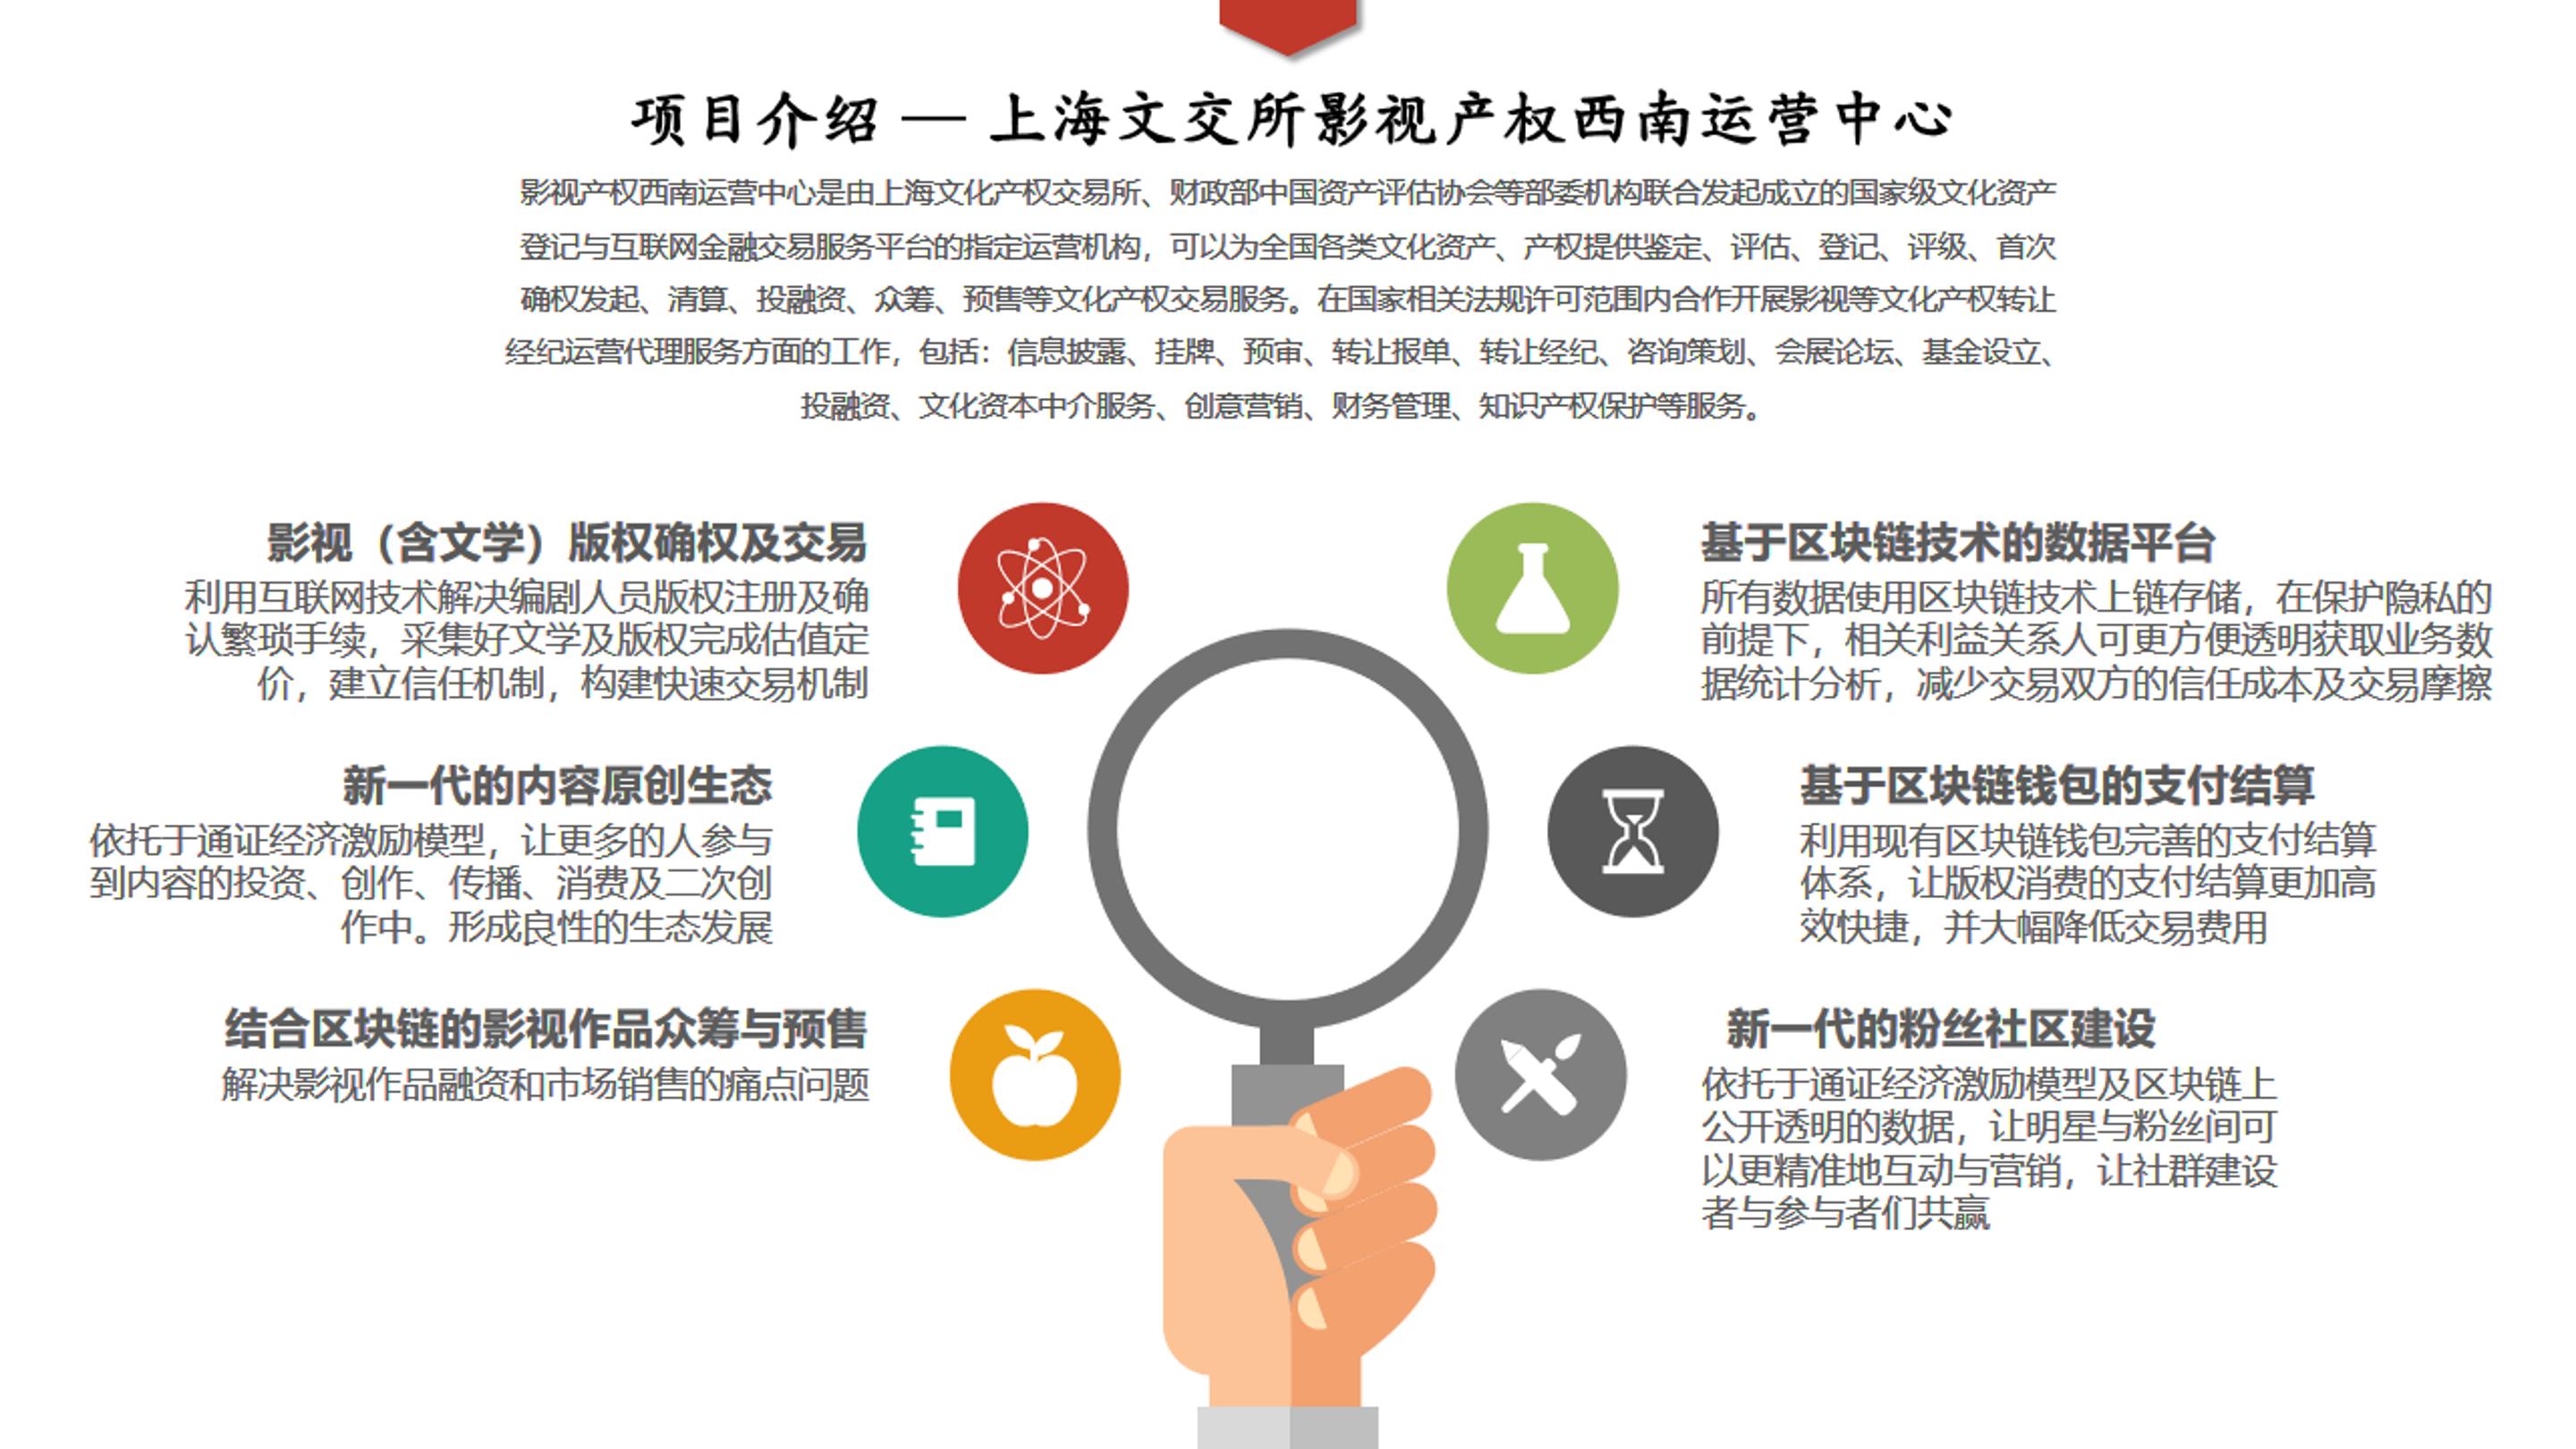 项目介绍 — 上海文交所影视产权西南运营中心
影视产权西南运营中心是由上海文化产权交易所、财政部中国资产评估协会等部委机构联合发起成立的国家级文化资产
登记与互联网金融交易服务平台的指定运营机构，可以为全国各类文化资产、产权提供鉴定、评估、登记、评级、首次
确权发起、清算、投融资、众筹、预售等文化产权交易服务。在国家相关法规许可范围内合作开展影视等文化产权转让
经纪运营代理服务方面的工作，包括：信息披露、挂牌、预审、转让报单、转让经纪、咨询策划、会展论坛、基金设立、
投融资、文化资本中介服务、创意营销、财务管理、知识产权保护等服务。
影视（含文学）版权确权及交易
利用互联网技术解决编剧人员版权注册及确
认繁琐手续，采集好文学及版权完成估值定
价，建立信任机制，构建快速交易机制
新一代的内容原创生态
依托于通证经济激励模型，让更多的人参与
到内容的投资、创作、传播、消费及二次创
作中。形成良性的生态发展
结合区块链的影视作品众筹与预售
解决影视作品融资和市场销售的痛点问题
基于区块链技术的数据平台
所有数据使用区块链技术上链存储，在保护隐私的
前提下，相关利益关系人可更方便透明获取业务数
据统计分析，减少交易双方的信任成本及交易摩擦
基于区块链钱包的支付结算
利用现有区块链钱包完善的支付结算
体系，让版权消费的支付结算更加高
效快捷，并大幅降低交易费用
新一代的粉丝社区建设
依托于通证经济激励模型及区块链上
公开透明的数据，让明星与粉丝间可
以更精准地互动与营销，让社群建设
者与参与者们共赢